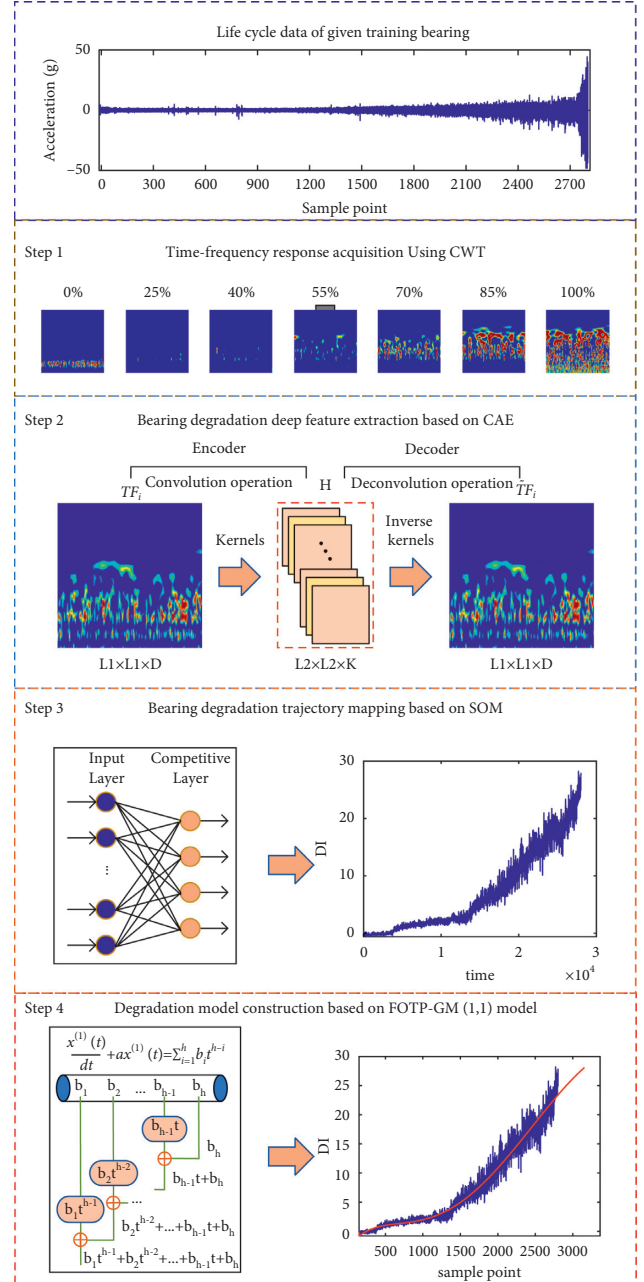 Life cycle data of given training bearing
50
0
−50
Acceleration (g)
0 300 600 900 1200 1500 1800 2100 2400 2700
Sample point
Step 1 Time-frequency response acquisition Using CWT
0% 25% 40% 55% 70% 85% 100%
Step 2 Bearing degradation deep feature extraction based on CAE
Encoder Decoder
TFi Convolution operation H Deconvolution operation T̃Fi
Kernels
Inverse
kernels
L1×L1×D L2×L2×K L1×L1×D
Step 3 Bearing degradation trajectory mapping based on SOM
Input
Layer
Competitive
Layer
...
30
20
10
0
DI
0 1 2 3
time ×10⁴
Step 4 Degradation model construction based on FOTP-GM (1,1) model
x^(1) (t)/dt +ax^(1) (t)=∑_{i=1}^{h} b_i t^{h−i}
b_1 b_2 ... b_{h-1} b_h
b_{h-1}t
b_h
b_2t^{h-2}
b_{h-1}t+b_h
b_1t^{h-1}
...
b_2t^{h-2}+...+b_{h-1}t+b_h
b_1t^{h-1}+b_2t^{h-2}+...+b_{h-1}t+b_h
30
25
20
15
10
5
0
DI
500 1000 1500 2000 2500 3000
sample point